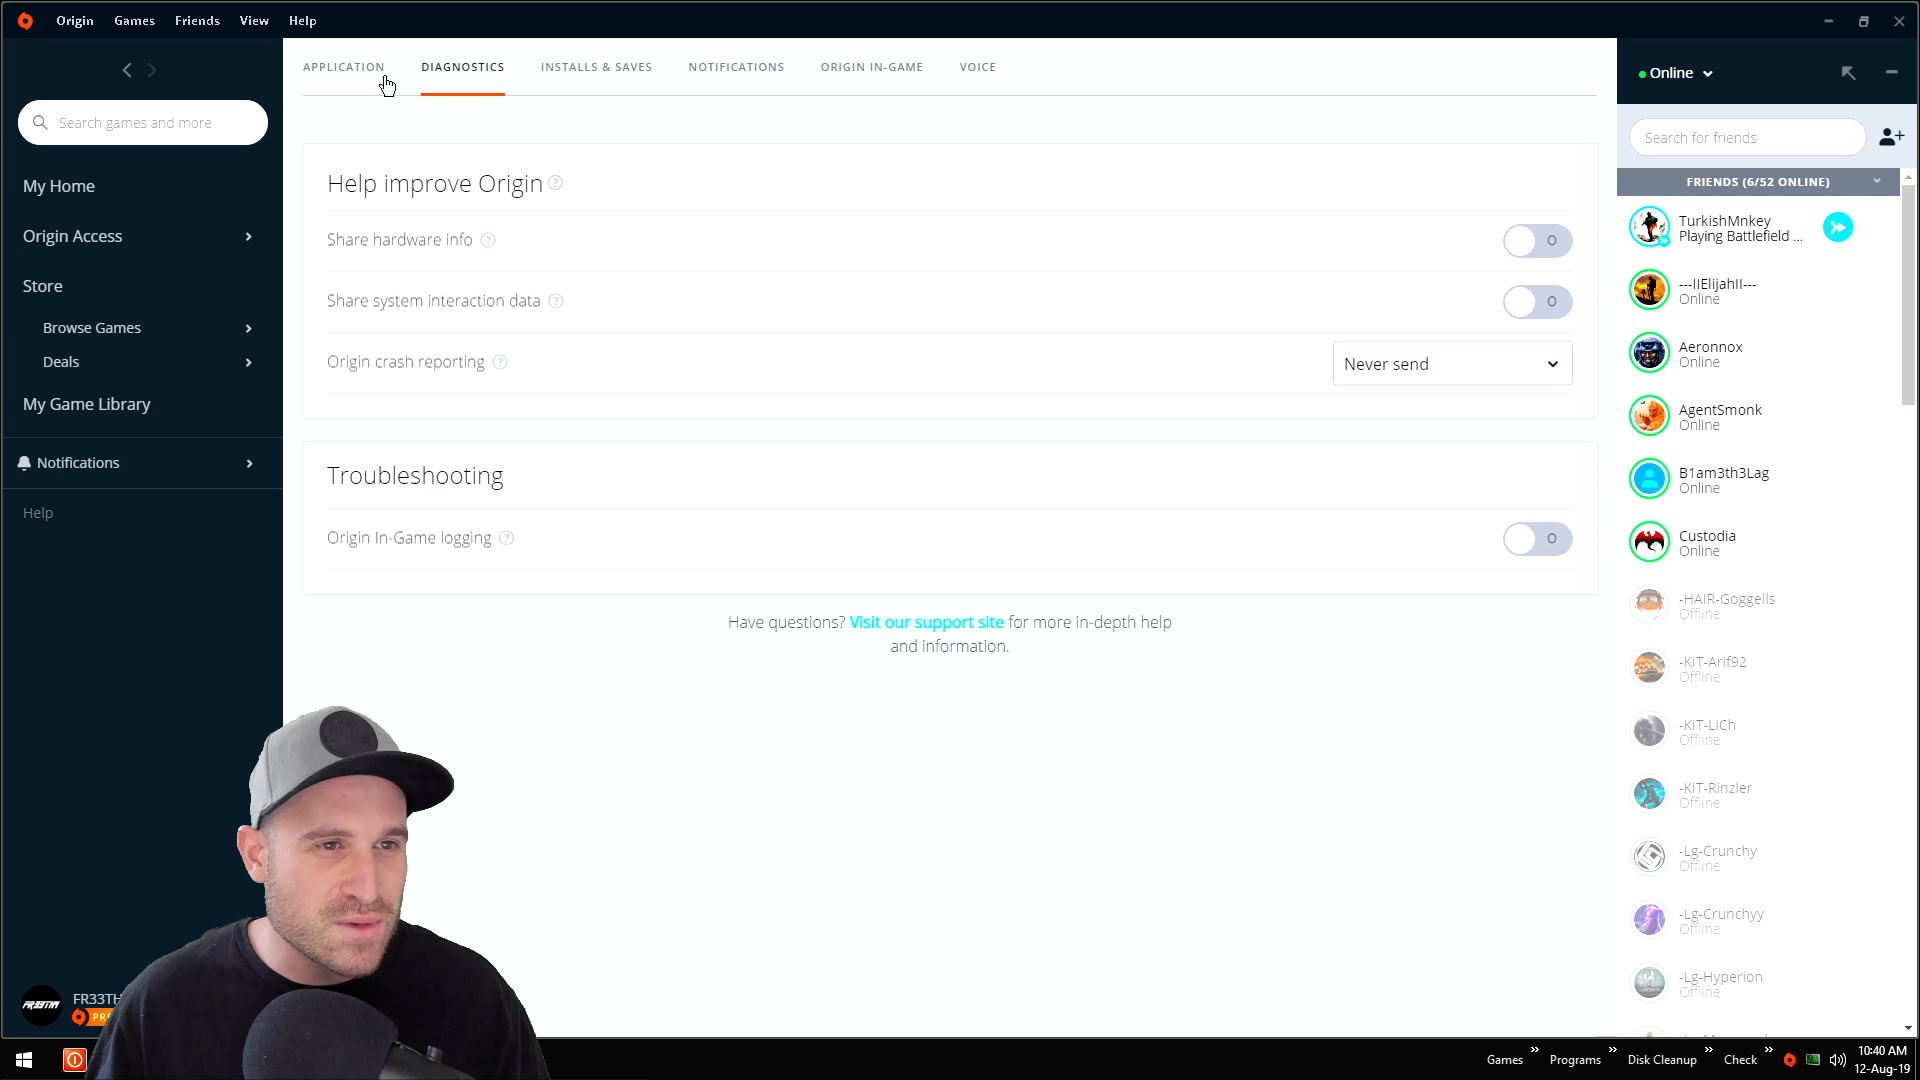 Origin Games Friends View Help
APPLICATION DIAGNOSTICS INSTALLS & SAVES NOTIFICATIONS ORIGIN IN-GAME VOICE
Search games and more
My Home
Origin Access
Store
Browse Games
Deals
My Game Library
Notifications
Help
FR33TH
Help improve Origin ?
Share hardware info ?
Share system interaction data ?
Origin crash reporting ?
Never send
Troubleshooting
Origin In-Game logging ?
Have questions? Visit our support site for more in-depth help
and information.
Online
Search for friends
FRIENDS (6/52 ONLINE)
TurkishMnkey
Playing Battlefield ...
---IIElijahII---
Online
Aeronnox
Online
AgentSmonk
Online
B1am3th3Lag
Online
Custodia
Online
-HAIR-Goggells
Offline
-KiT-Arif92
Offline
-KiT-LiCh
Offline
-KiT-Rinzler
Offline
-Lg-Crunchy
Offline
-Lg-Crunchyy
Offline
-Lg-Hyperion
Offline
Games » Programs » Disk Cleanup » Check »
10:40 AM
12-Aug-19